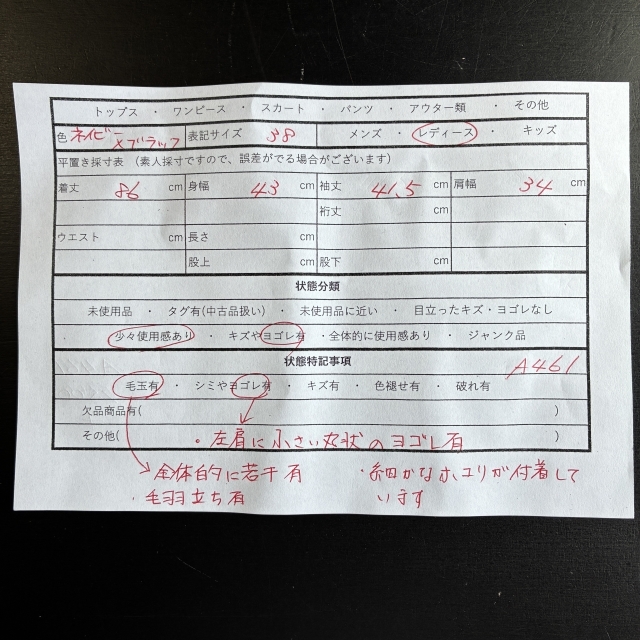 トップス ・ ワンピース ・ スカート ・ パンツ ・ アウター類 ・ その他
色 ネイビー×ブラック 表記サイズ 38 メンズ ・ レディース ・ キッズ
平置き採寸表 (素人採寸ですので、誤差がでる場合がございます)
着丈 86 cm 身幅 43 cm 袖丈 41.5 cm 肩幅 34 cm
裄丈 cm
ウエスト cm 長さ cm
股上 cm 股下 cm
状態分類
未使用品 ・ タグ有(中古品扱い) ・ 未使用品に近い ・ 目立ったキズ・ヨゴレなし
少々使用感あり ・ キズやヨゴレ有 ・全体的に使用感あり ・ ジャンク品
状態特記事項 A461
毛玉有 ・ シミやヨゴレ有 ・ キズ有 ・ 色褪せ有 ・ 破れ有
欠品商品有( )
その他( )
・左肩に小さい丸状のヨゴレ有
全体的に若干有
・毛羽立ち有
・細かなホコリが付着して
います